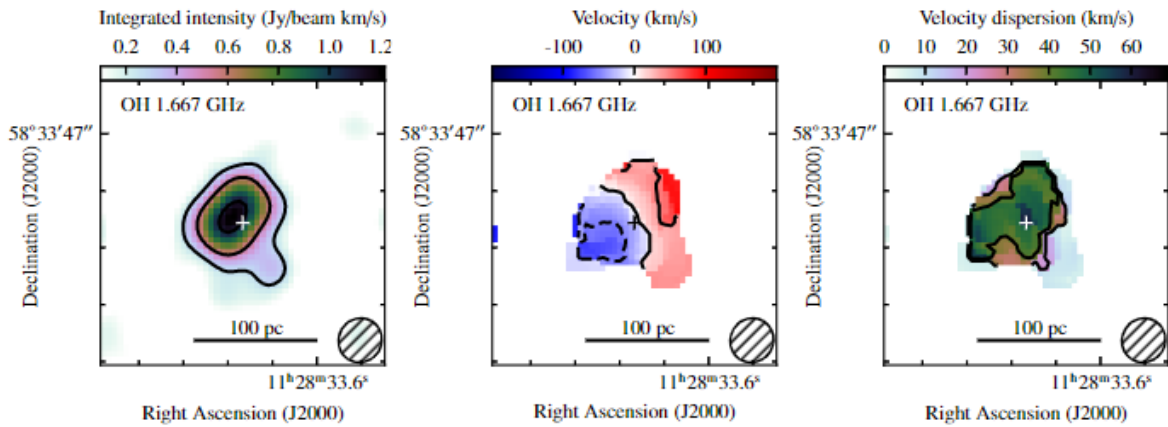 Integrated intensity (Jy/beam km/s)
0.2 0.4 0.6 0.8 1.0 1.2
OH 1.667 GHz
58°33′47″
Declination (J2000)
100 pc
11ʰ28ᵐ33.6ˢ
Right Ascension (J2000)
Velocity (km/s)
-100 0 100
OH 1.667 GHz
58°33′47″
Declination (J2000)
100 pc
11ʰ28ᵐ33.6ˢ
Right Ascension (J2000)
Velocity dispersion (km/s)
0 10 20 30 40 50 60
OH 1.667 GHz
58°33′47″
Declination (J2000)
100 pc
11ʰ28ᵐ33.6ˢ
Right Ascension (J2000)